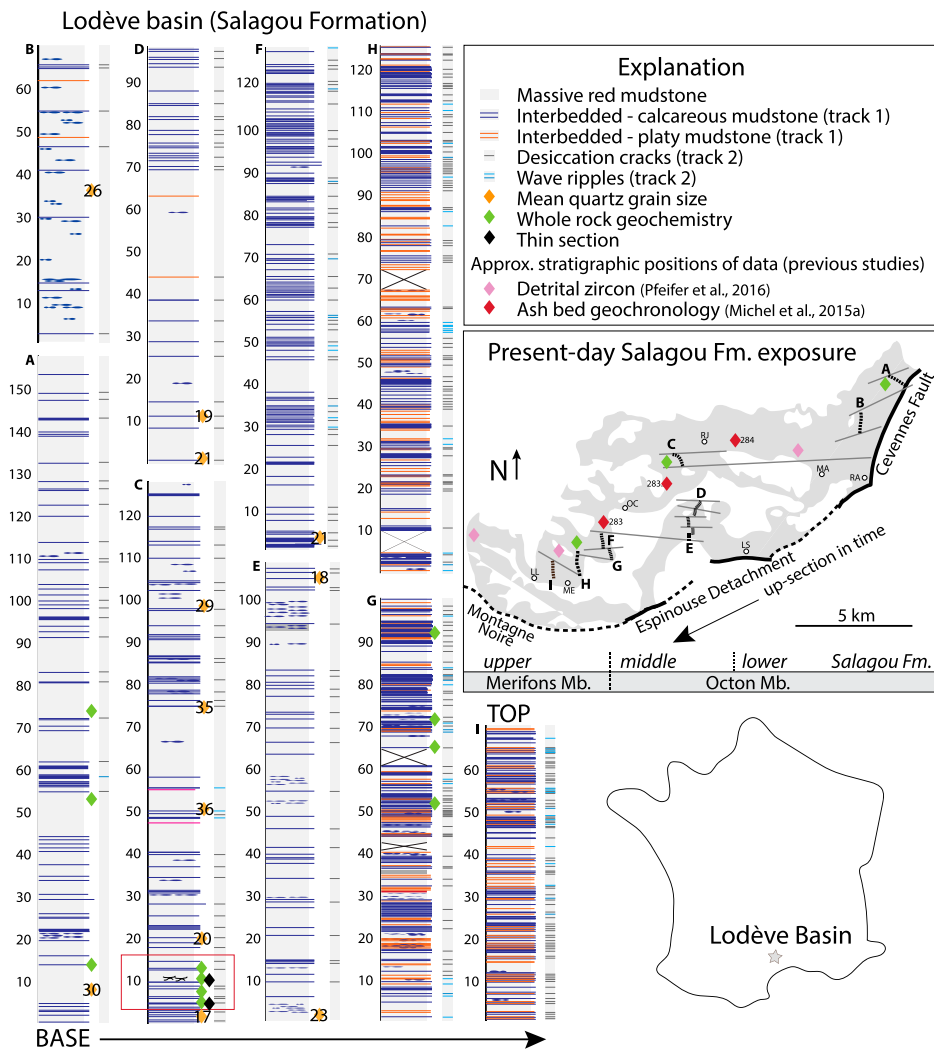 Lodève basin (Salagou Formation)
B
60
50
40
30
20
10
26
D
90
80
70
60
50
40
30
20
10
19
21
F
120
110
100
90
80
70
60
50
40
30
20
10
21
H
120
110
100
90
80
70
60
50
40
30
20
10
A
150
140
130
120
110
100
90
80
70
60
50
40
30
20
10
30
C
120
110
100
90
80
70
60
50
40
30
20
10
29
35
36
20
17
E
100
90
80
70
60
50
40
30
20
10
18
23
G
90
80
70
60
50
40
30
20
10
TOP
I
60
50
40
30
20
10
BASE
Explanation
Massive red mudstone
Interbedded - calcareous mudstone (track 1)
Interbedded - platy mudstone (track 1)
Desiccation cracks (track 2)
Wave ripples (track 2)
Mean quartz grain size
Whole rock geochemistry
Thin section
Approx. stratigraphic positions of data (previous studies)
Detrital zircon (Pfeifer et al., 2016)
Ash bed geochronology (Michel et al., 2015a)
Present-day Salagou Fm. exposure
A
B
Cevennes Fault
C
RJ
284
N
283
MA
RA
OC
D
283
E
F
G
LS
LL
I
ME
H
Espinouse Detachment
up-section in time
Montagne
Noire
5 km
upper
middle
lower
Salagou Fm.
Merifons Mb.
Octon Mb.
Lodève Basin